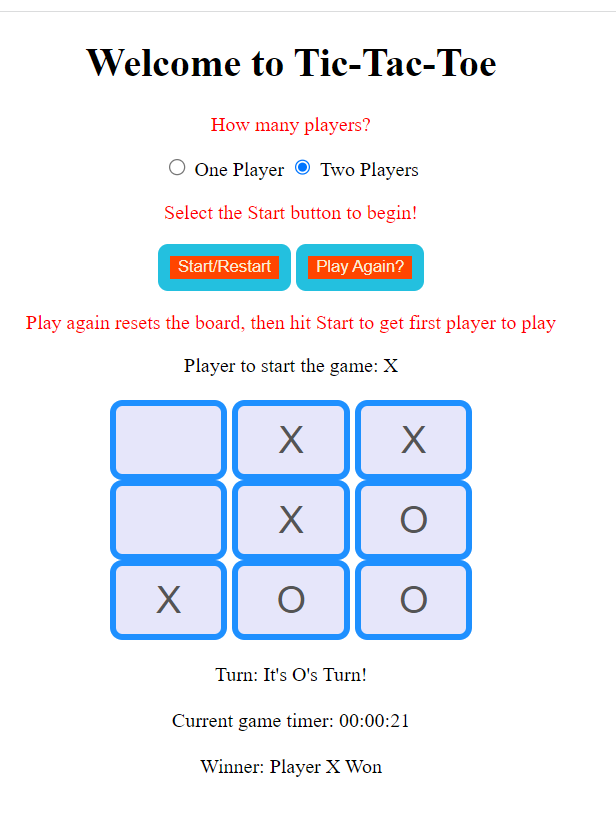 Welcome to Tic-Tac-Toe
How many players?
One Player Two Players
Select the Start button to begin!
Start/Restart Play Again?
Play again resets the board, then hit Start to get first player to play
Player to start the game: X
X X
X O
X O O
Turn: It's O's Turn!
Current game timer: 00:00:21
Winner: Player X Won